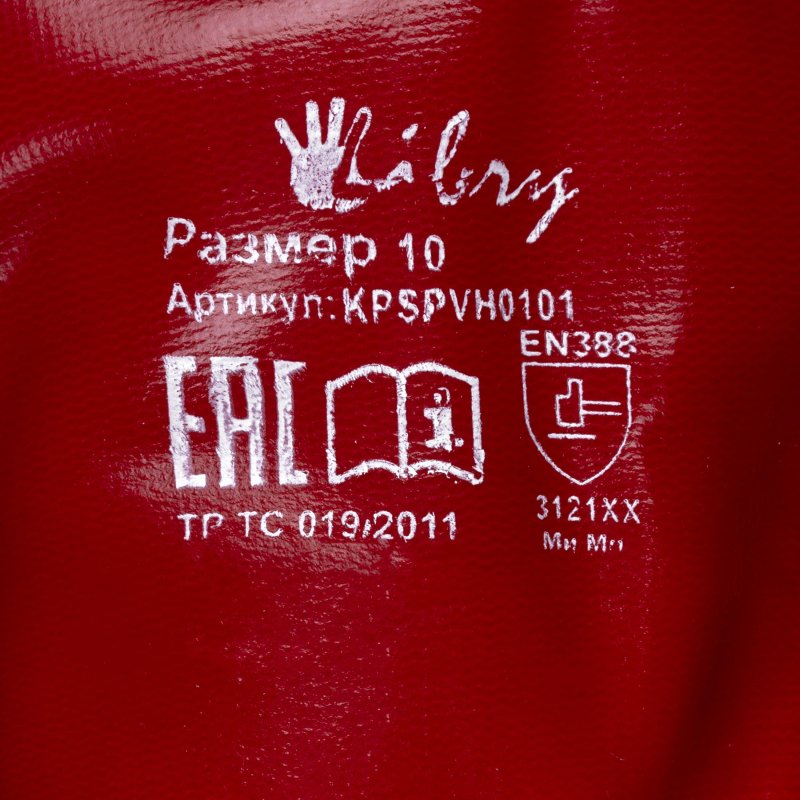 Libry
Размер 10
Артикул: KPSPVH0101
EN388
EAC
i
ТР ТС 019/2011
3121XX
Ми Мп